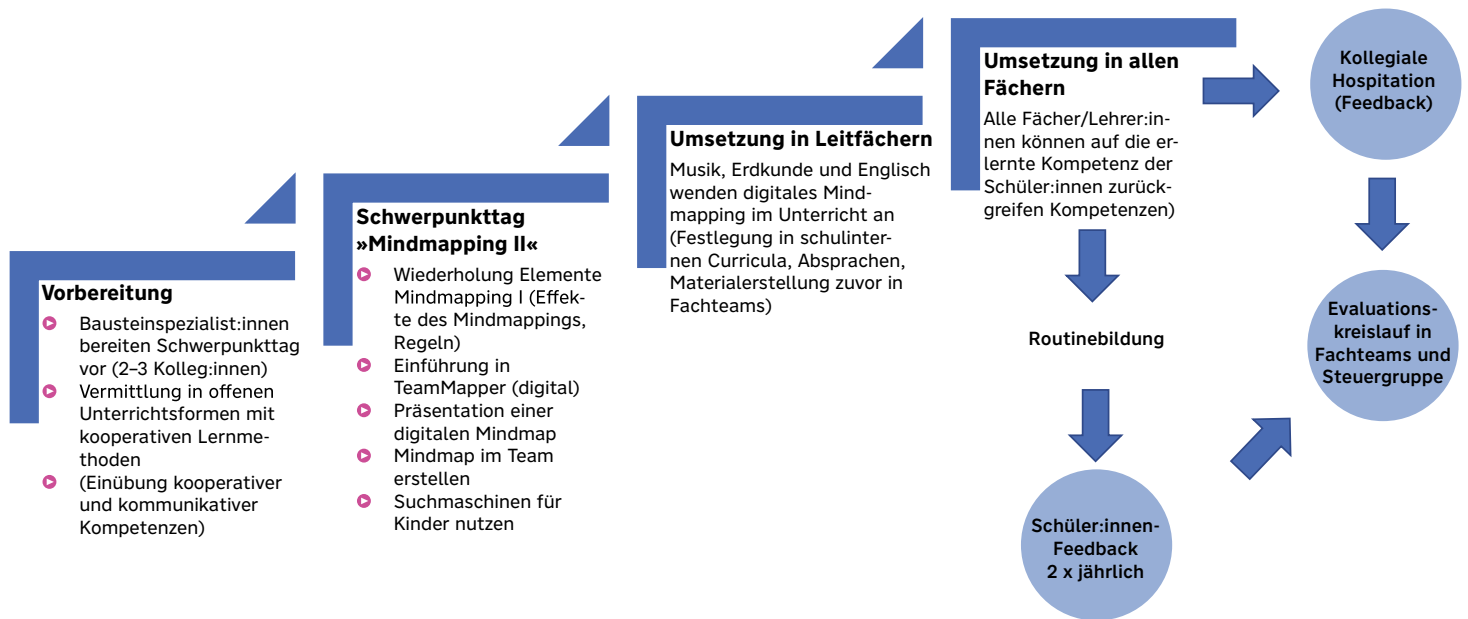 Vorbereitung
Bausteinspezialist:innen
bereiten Schwerpunkttag
vor (2–3 Kolleg:innen)
Vermittlung in offenen
Unterrichtsformen mit
kooperativen Lernme-
thoden
(Einübung kooperativer
und kommunikativer
Kompetenzen)
Schwerpunkttag
»Mindmapping II«
Wiederholung Elemente
Mindmapping I (Effek-
te des Mindmappings,
Regeln)
Einführung in
TeamMapper (digital)
Präsentation einer
digitalen Mindmap
Mindmap im Team
erstellen
Suchmaschinen für
Kinder nutzen
Umsetzung in Leitfächern
Musik, Erdkunde und Englisch
wenden digitales Mind-
mapping im Unterricht an
(Festlegung in schulinter-
nen Curricula, Absprachen,
Materialerstellung zuvor in
Fachteams)
Umsetzung in allen
Fächern
Alle Fächer/Lehrer:in-
nen können auf die er-
lernte Kompetenz der
Schüler:innen zurück-
greifen Kompetenzen)
Routinebildung
Schüler:innen-
Feedback
2 x jährlich
Kollegiale
Hospitation
(Feedback)
Evaluations-
kreislauf in
Fachteams und
Steuergruppe